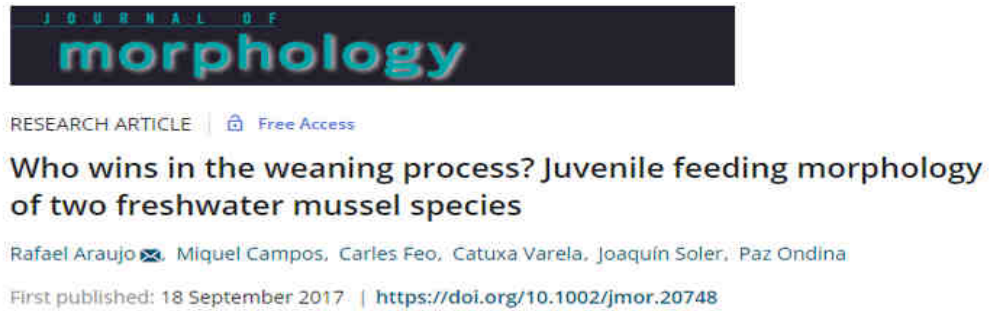 JOURNAL OF
morphology
RESEARCH ARTICLE | Free Access
Who wins in the weaning process? Juvenile feeding morphology
of two freshwater mussel species
Rafael Araujo, Miquel Campos, Carles Feo, Catuxa Varela, Joaquín Soler, Paz Ondina
First published: 18 September 2017 | https://doi.org/10.1002/jmor.20748